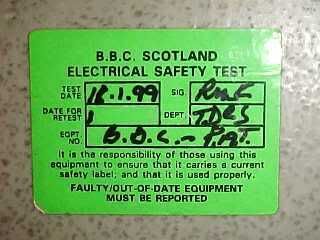 B.B.C. SCOTLAND
ELECTRICAL SAFETY TEST
TEST DATE 18.1.99 SIG.
DATE FOR RETEST DEPT. T.DRS
EQPT. NO. B.B.C.-P.A.T.
It is the responsibility of those using this
equipment to ensure that it carries a current
safety label; and that it is used properly.
FAULTY/OUT-OF-DATE EQUIPMENT
MUST BE REPORTED